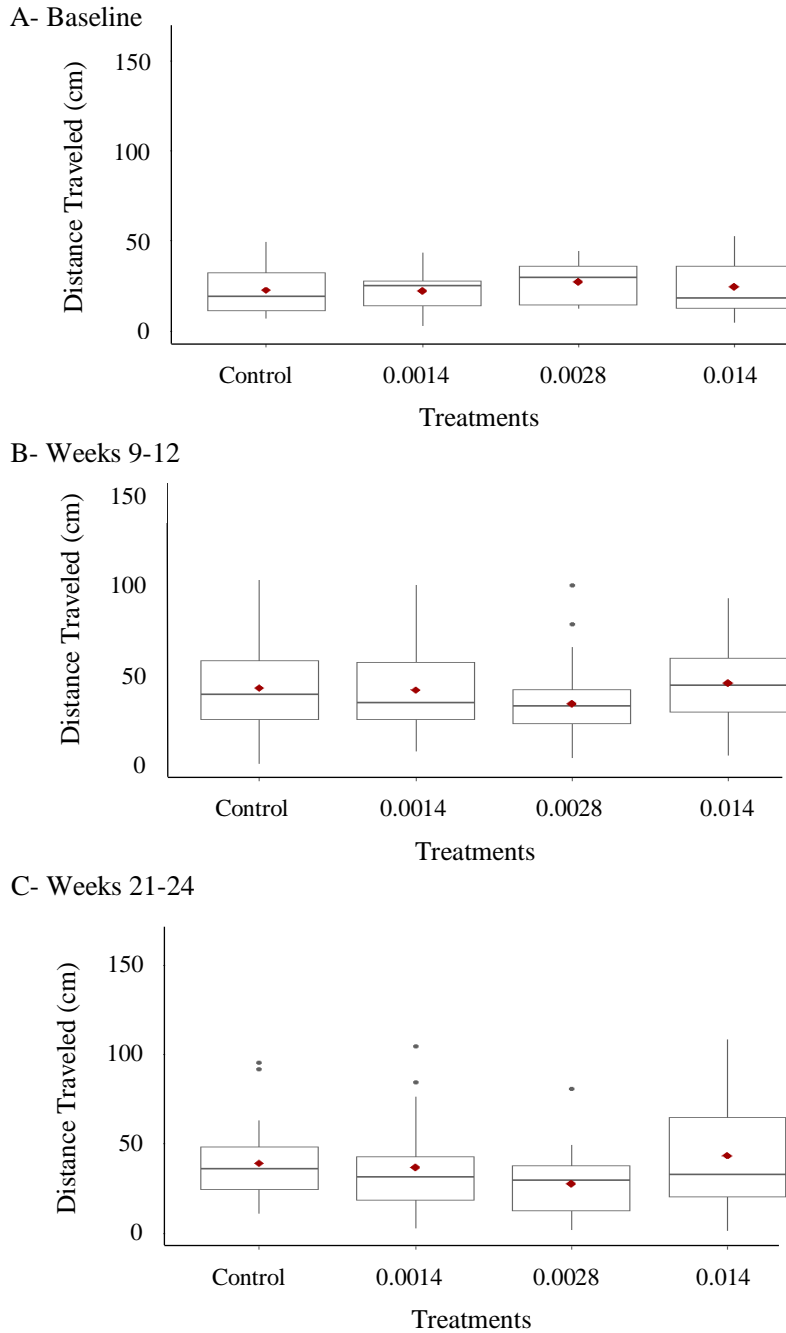 A- Baseline
Distance Traveled (cm)
150
100
50
0
Control 0.0014 0.0028 0.014
Treatments
B- Weeks 9-12
Distance Traveled (cm)
150
100
50
0
Control 0.0014 0.0028 0.014
Treatments
C- Weeks 21-24
Distance Traveled (cm)
150
100
50
0
Control 0.0014 0.0028 0.014
Treatments